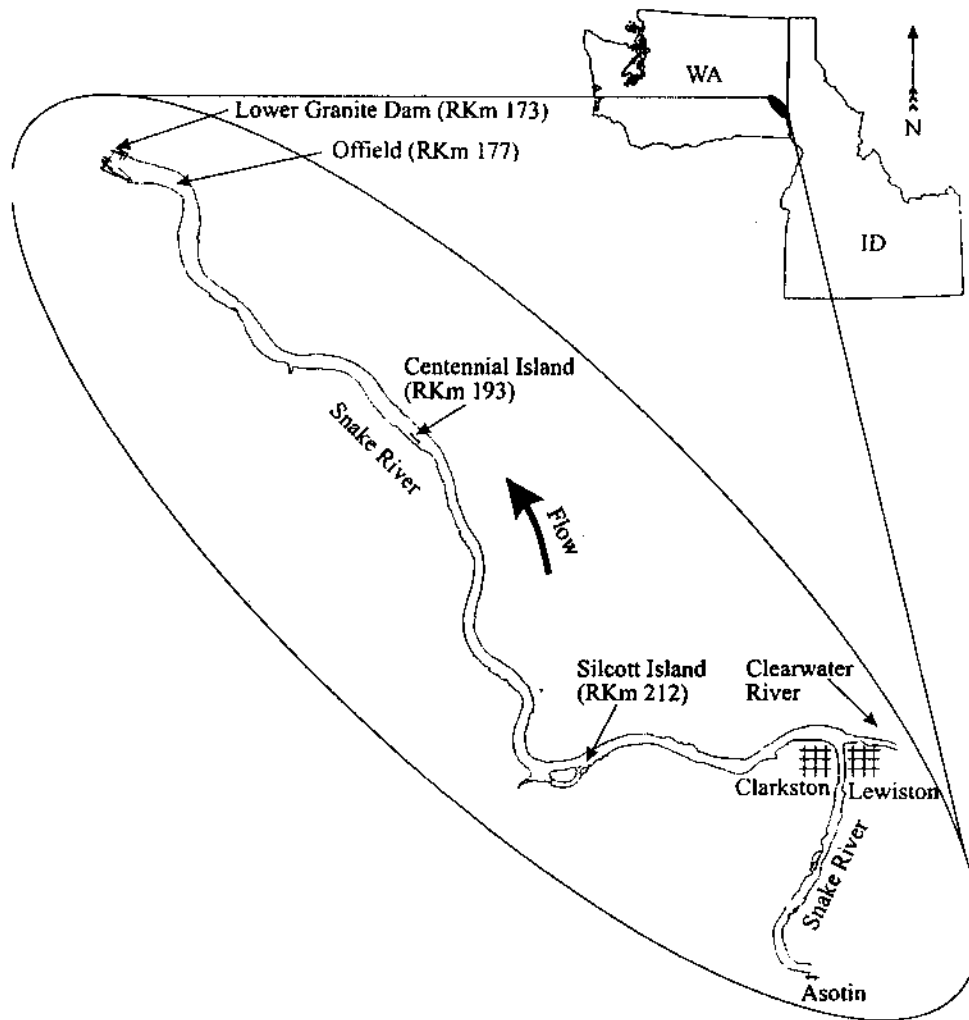 WA
N
ID
Lower Granite Dam (RKm 173)
Offield (RKm 177)
Centennial Island
(RKm 193)
Snake River
Flow
Silcott Island
(RKm 212)
Clearwater
River
Clarkston
Lewiston
Snake River
Asotin